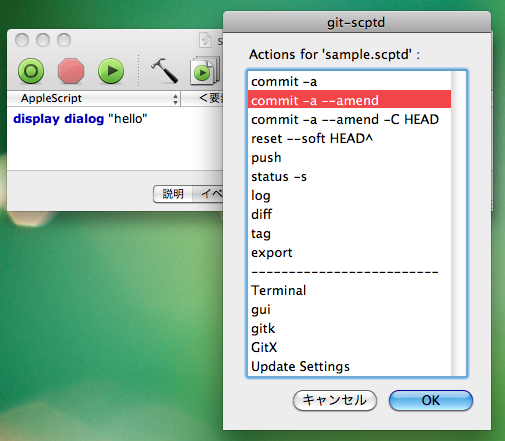 git-scptd
s
Actions for 'sample.scptd' :
AppleScript
<要
display dialog "hello"
説明
イベ
commit -a
commit -a --amend
commit -a --amend -C HEAD
reset --soft HEAD^
push
status -s
log
diff
tag
export
-------------------------
Terminal
gui
gitk
GitX
Update Settings
キャンセル
OK